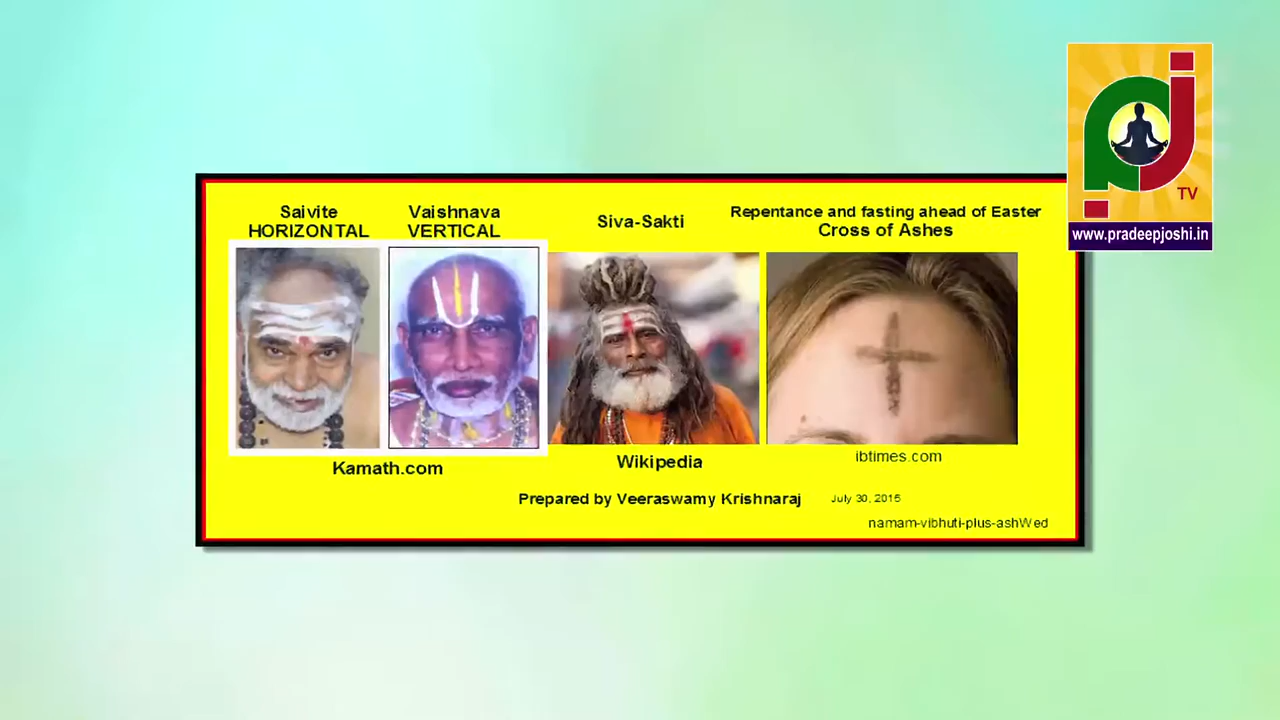 Saivite
HORIZONTAL
Vaishnava
VERTICAL
Siva-Sakti
Repentance and fasting ahead of Easter
Cross of Ashes
Kamath.com
Wikipedia
ibtimes.com
Prepared by Veeraswamy Krishnaraj
July 30, 2015
namam-vibhuti-plus-ashWed
pj
TV
www.pradeepjoshi.in